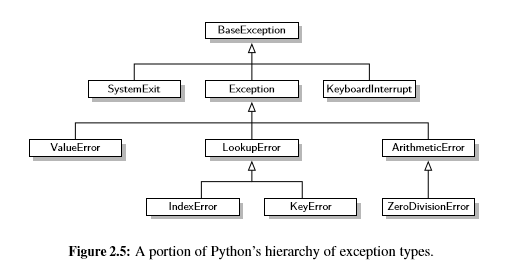 BaseException
SystemExit Exception KeyboardInterrupt
ValueError LookupError ArithmeticError
IndexError KeyError ZeroDivisionError
Figure 2.5: A portion of Python's hierarchy of exception types.